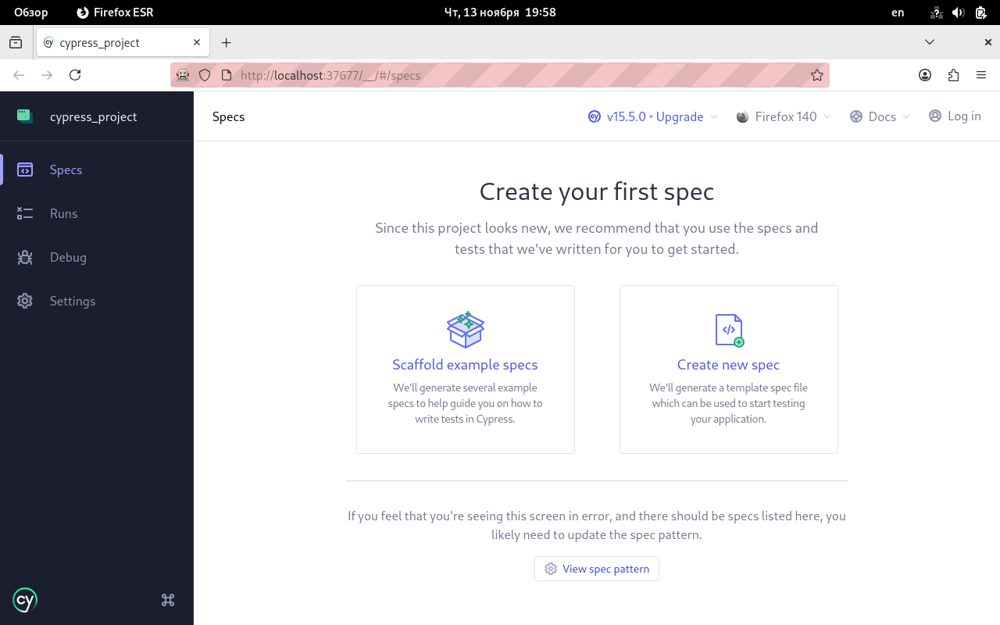 Обзор
Firefox ESR
Чт, 13 ноября 19:58
en
cypress_project
http://localhost:37677/__/#/specs
cypress_project
Specs
v15.5.0 • Upgrade
Firefox 140
Docs
Log in
Specs
Runs
Debug
Settings
Create your first spec
Since this project looks new, we recommend that you use the specs and
tests that we've written for you to get started.
Scaffold example specs
We'll generate several example
specs to help guide you on how to
write tests in Cypress.
Create new spec
We'll generate a template spec file
which can be used to start testing
your application.
If you feel that you're seeing this screen in error, and there should be specs listed here, you
likely need to update the spec pattern.
View spec pattern
cy